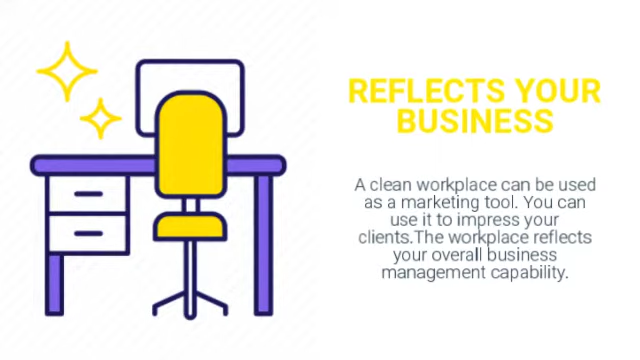 REFLECTS YOUR
BUSINESS
A clean workplace can be used
as a marketing tool. You can
use it to impress your
clients.The workplace reflects
your overall business
management capability.